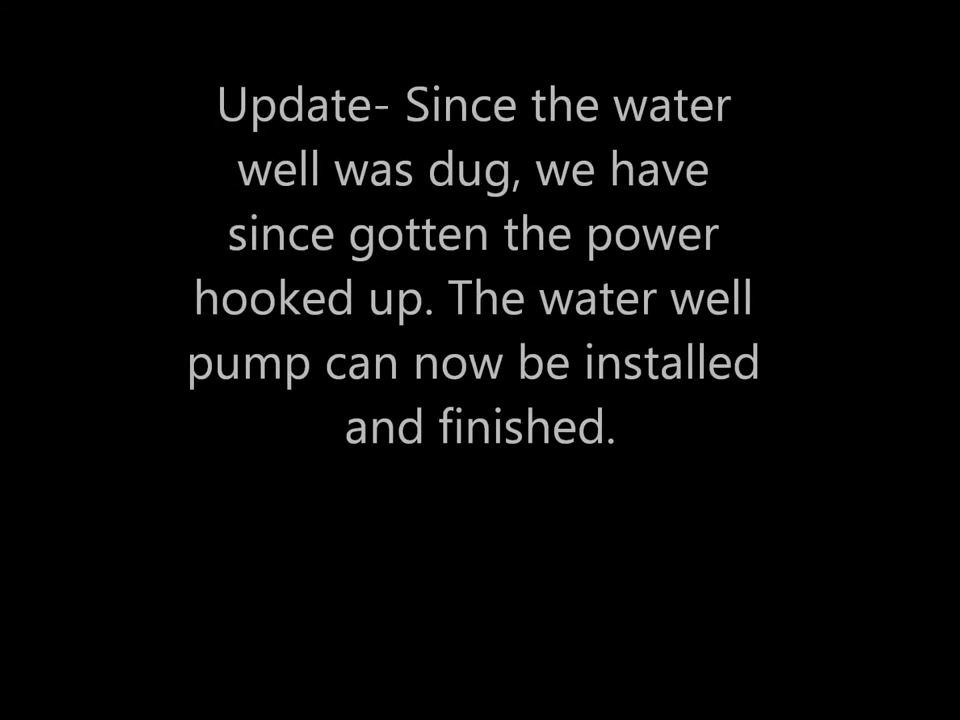 Update- Since the water
well was dug, we have
since gotten the power
hooked up. The water well
pump can now be installed
and finished.